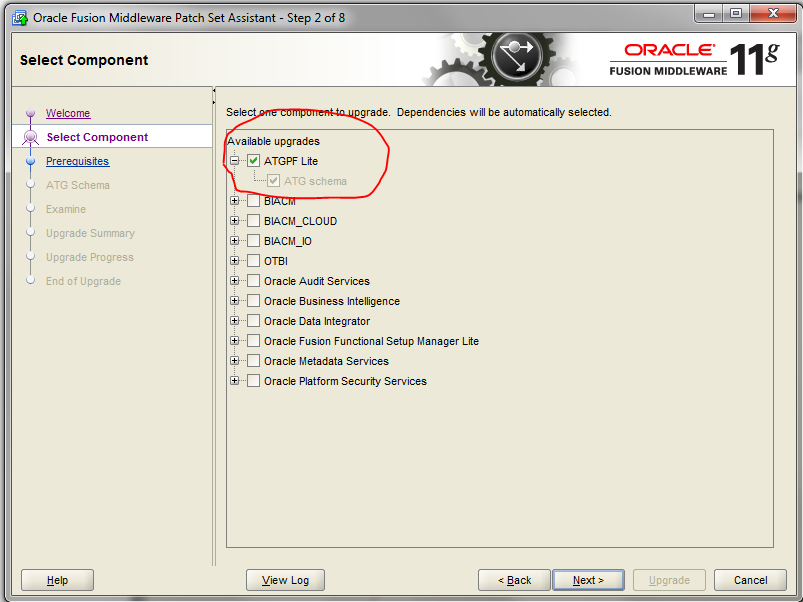 Oracle Fusion Middleware Patch Set Assistant - Step 2 of 8
Select Component
ORACLE
FUSION MIDDLEWARE 11g
Welcome
Select Component
Prerequisites
ATG Schema
Examine
Upgrade Summary
Upgrade Progress
End of Upgrade
Select one component to upgrade. Dependencies will be automatically selected.
Available upgrades
ATGPF Lite
ATG schema
BIACM
BIACM_CLOUD
BIACM_IO
OTBI
Oracle Audit Services
Oracle Business Intelligence
Oracle Data Integrator
Oracle Fusion Functional Setup Manager Lite
Oracle Metadata Services
Oracle Platform Security Services
Help
View Log
< Back
Next >
Upgrade
Cancel